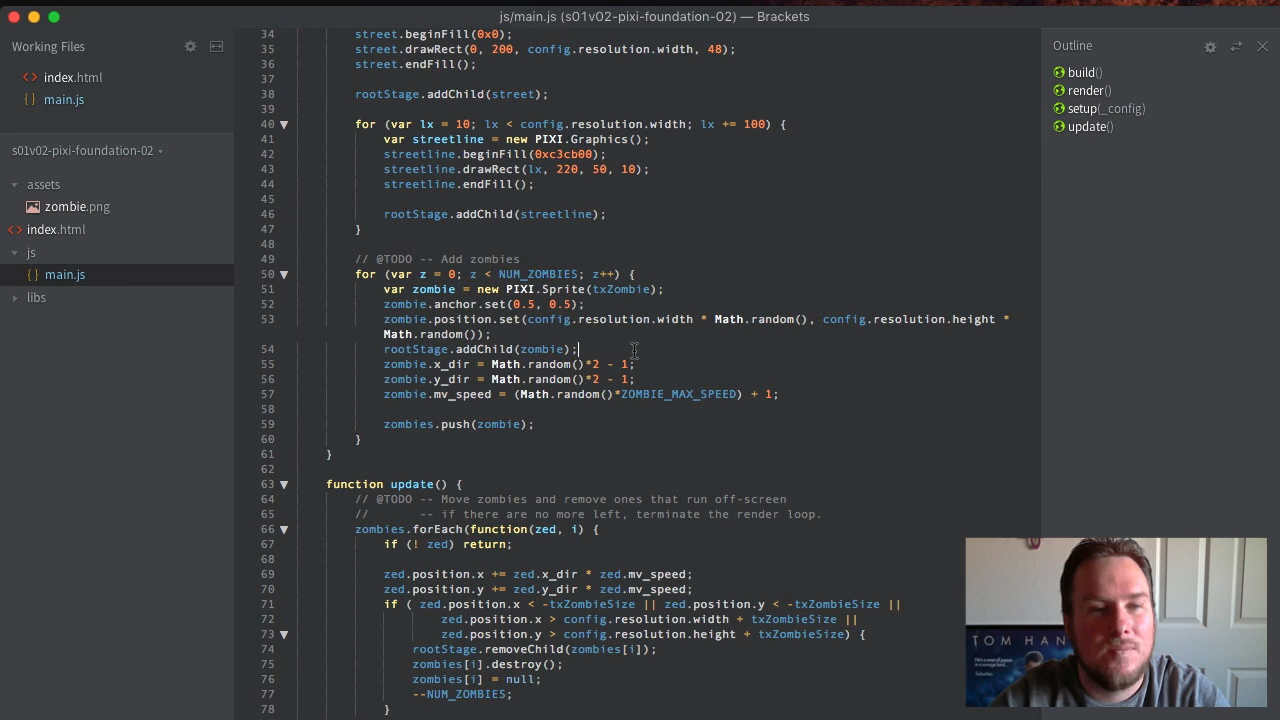 js/main.js (s01v02-pixi-foundation-02) — Brackets
Working Files
<> index.html
{ } main.js
s01v02-pixi-foundation-02
assets
zombie.png
<> index.html
js
{ } main.js
libs
34 street.beginFill(0x0);
35 street.drawRect(0, 200, config.resolution.width, 48);
36 street.endFill();
37
38 rootStage.addChild(street);
39
40 for (var lx = 10; lx < config.resolution.width; lx += 100) {
41 var streetline = new PIXI.Graphics();
42 streetline.beginFill(0xc3cb00);
43 streetline.drawRect(lx, 220, 50, 10);
44 streetline.endFill();
45
46 rootStage.addChild(streetline);
47 }
48
49 // @TODO -- Add zombies
50 for (var z = 0; z < NUM_ZOMBIES; z++) {
51 var zombie = new PIXI.Sprite(txZombie);
52 zombie.anchor.set(0.5, 0.5);
53 zombie.position.set(config.resolution.width * Math.random(), config.resolution.height *
Math.random());
54 rootStage.addChild(zombie);
55 zombie.x_dir = Math.random()*2 - 1;
56 zombie.y_dir = Math.random()*2 - 1;
57 zombie.mv_speed = (Math.random()*ZOMBIE_MAX_SPEED) + 1;
58
59 zombies.push(zombie);
60 }
61 }
62
63 function update() {
64 // @TODO -- Move zombies and remove ones that run off-screen
65 // -- if there are no more left, terminate the render loop.
66 zombies.forEach(function(zed, i) {
67 if (! zed) return;
68
69 zed.position.x += zed.x_dir * zed.mv_speed;
70 zed.position.y += zed.y_dir * zed.mv_speed;
71 if ( zed.position.x < -txZombieSize || zed.position.y < -txZombieSize ||
72 zed.position.x > config.resolution.width + txZombieSize ||
73 zed.position.y > config.resolution.height + txZombieSize) {
74 rootStage.removeChild(zombies[i]);
75 zombies[i].destroy();
76 zombies[i] = null;
77 --NUM_ZOMBIES;
78 }
Outline
build()
render()
setup(_config)
update()
TOM HAN